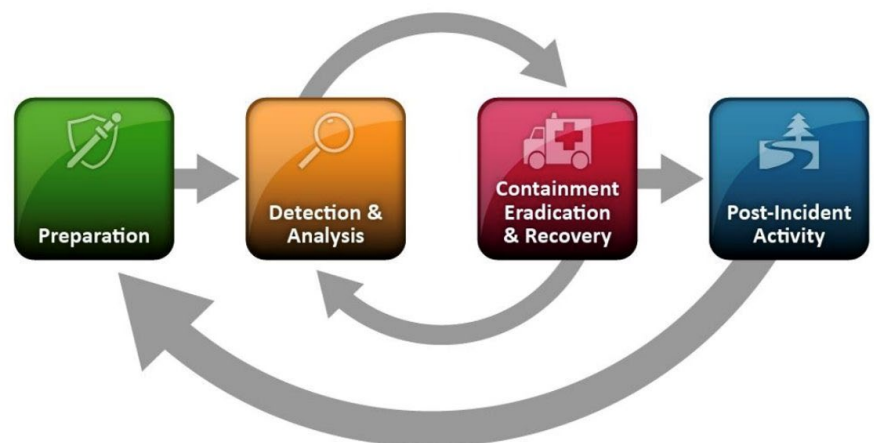 Preparation
Detection &
Analysis
Containment
Eradication
& Recovery
Post-Incident
Activity